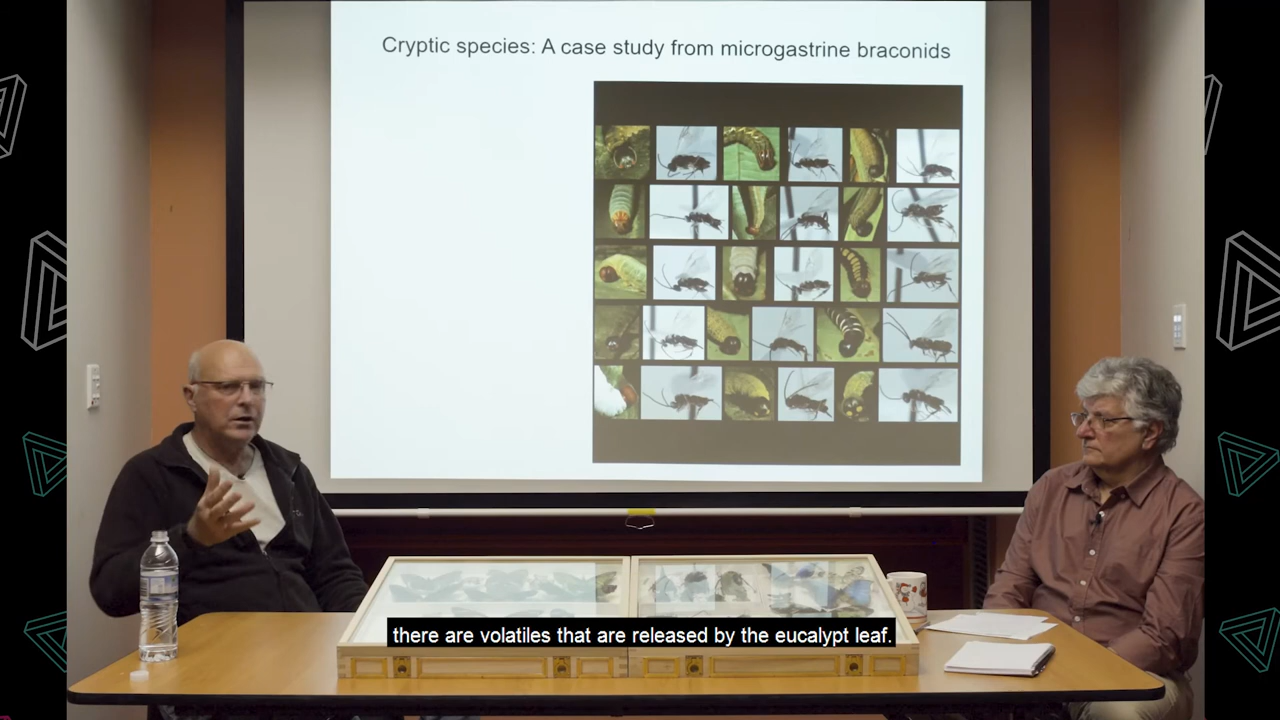 Cryptic species: A case study from microgastrine braconids
there are volatiles that are released by the eucalypt leaf.